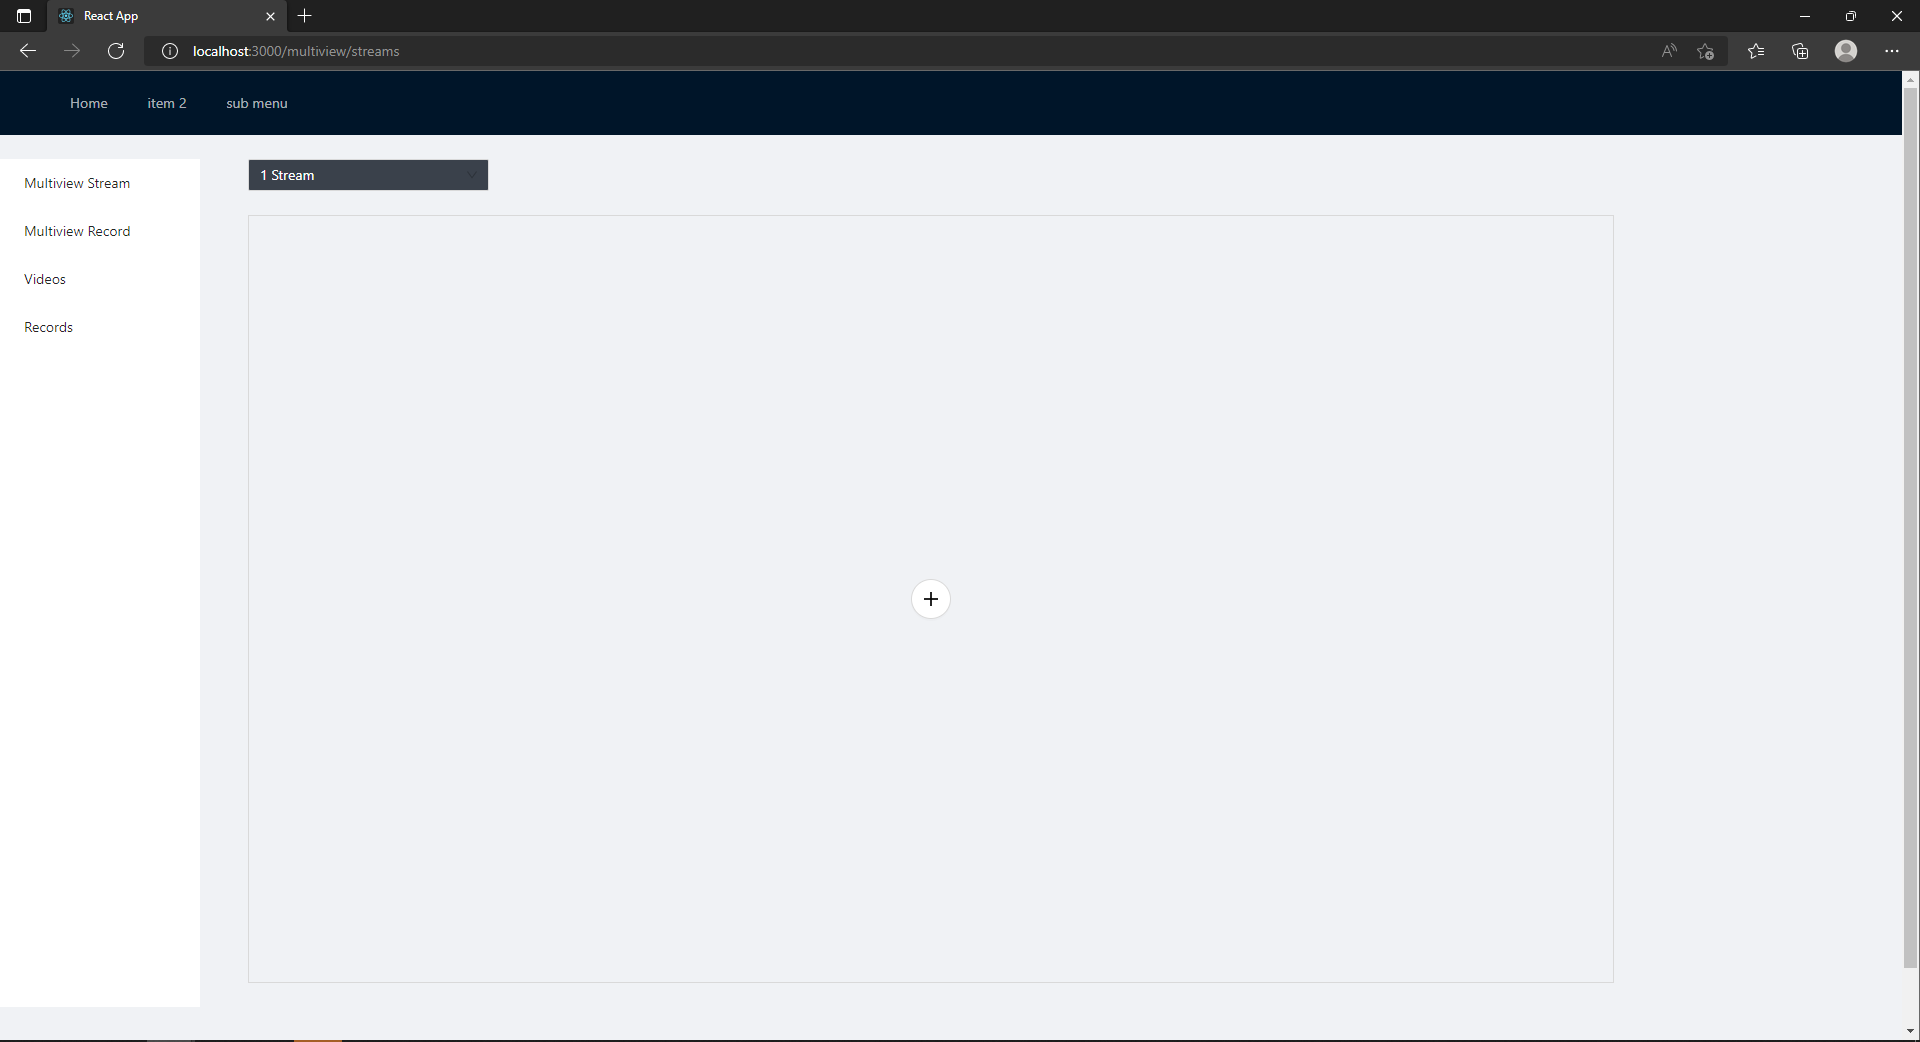 React App
localhost:3000/multiview/streams
Home item 2 sub menu
1 Stream
Multiview Stream
Multiview Record
Videos
Records